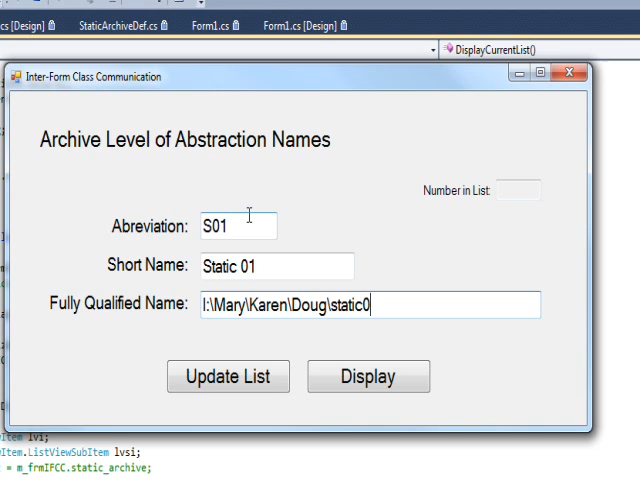 cs [Design] StaticArchiveDef.cs Form1.cs Form1.cs [Design]
DisplayCurrentList()
Inter-Form Class Communication
Archive Level of Abstraction Names
Number in List:
Abreviation: S01
Short Name: Static 01
Fully Qualified Name: I:\Mary\Karen\Doug\static0
Update List Display
Item lvi;
Item.ListViewSubItem lvsi;
= m_frmIFCC.static_archive;